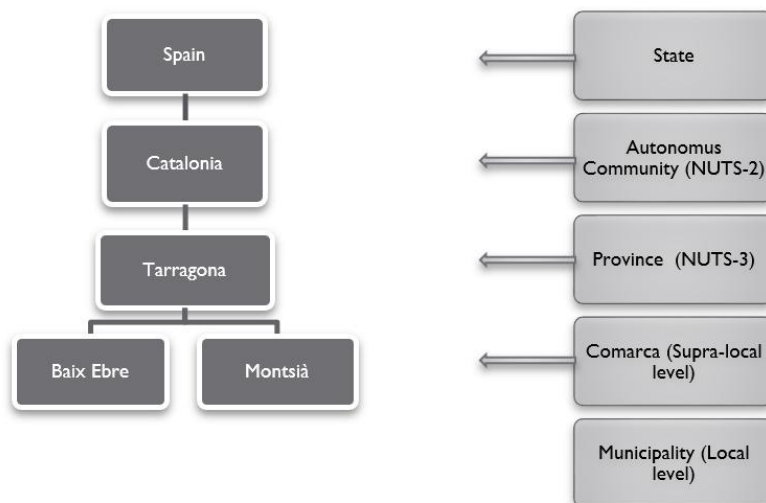 Spain
State
Catalonia
Autonomus
Community (NUTS-2)
Tarragona
Province (NUTS-3)
Baix Ebre
Montsià
Comarca (Supra-local
level)
Municipality (Local
level)